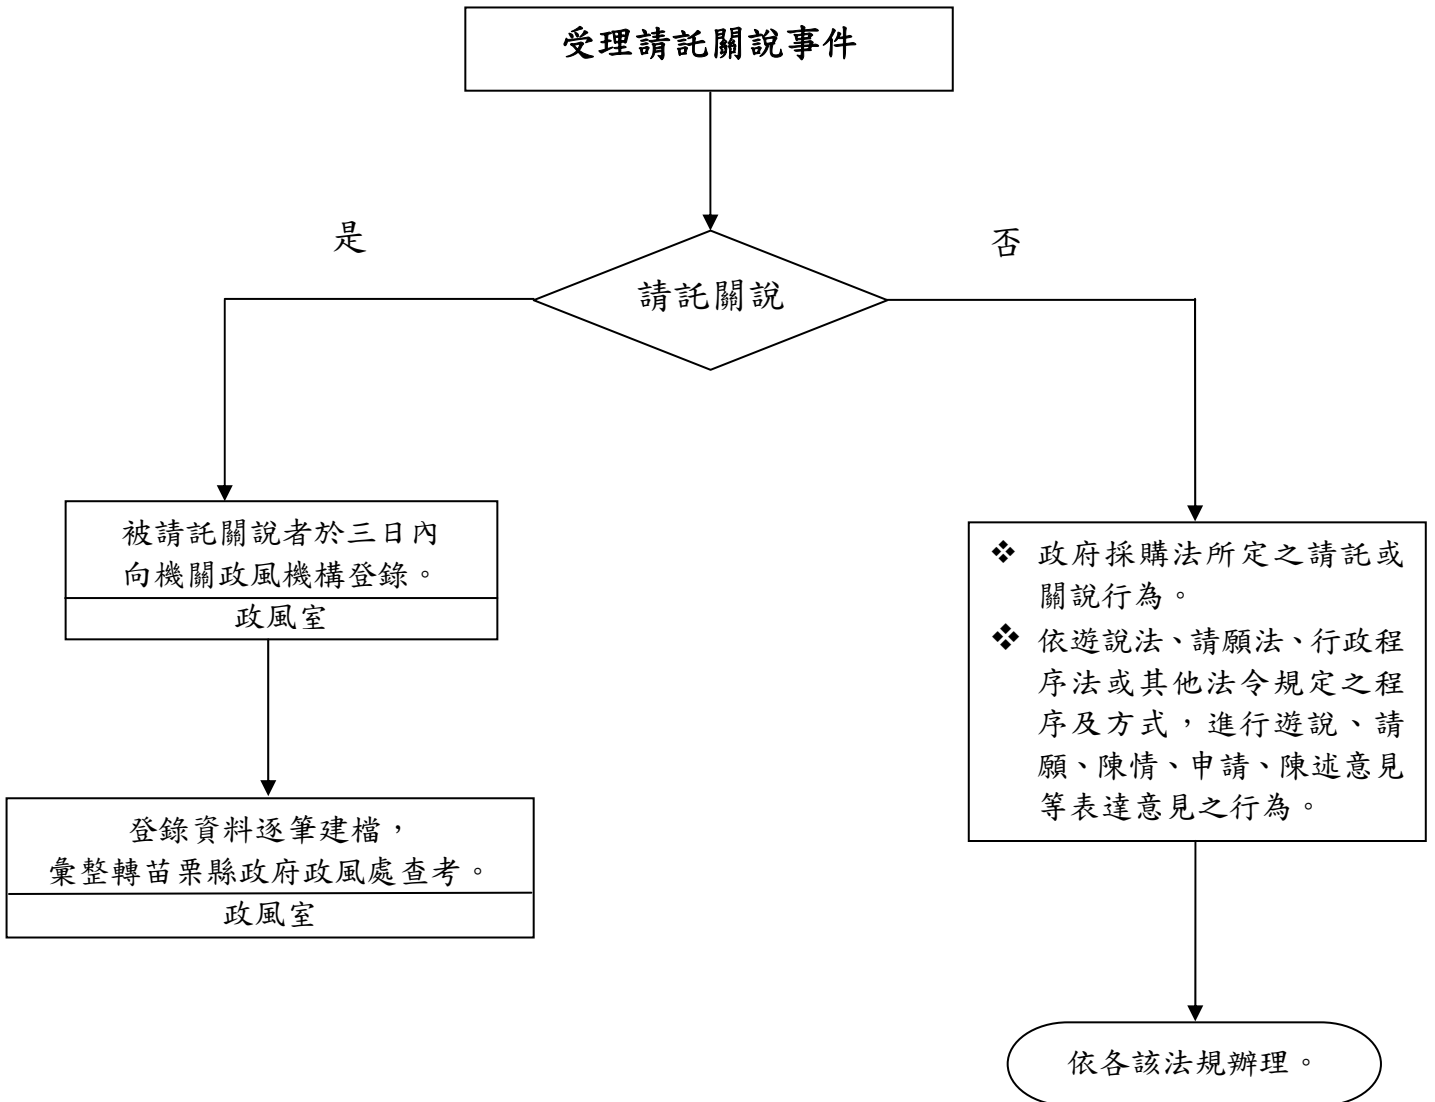 受理請託關說事件
是
否
請託關說
被請託關說者於三日內
向機關政風機構登錄。
政風室
登錄資料逐筆建檔，
彙整轉苗栗縣政府政風處查考。
政風室
❖ 政府採購法所定之請託或
關說行為。
❖ 依遊說法、請願法、行政程
序法或其他法令規定之程
序及方式，進行遊說、請
願、陳情、申請、陳述意見
等表達意見之行為。
依各該法規辦理。